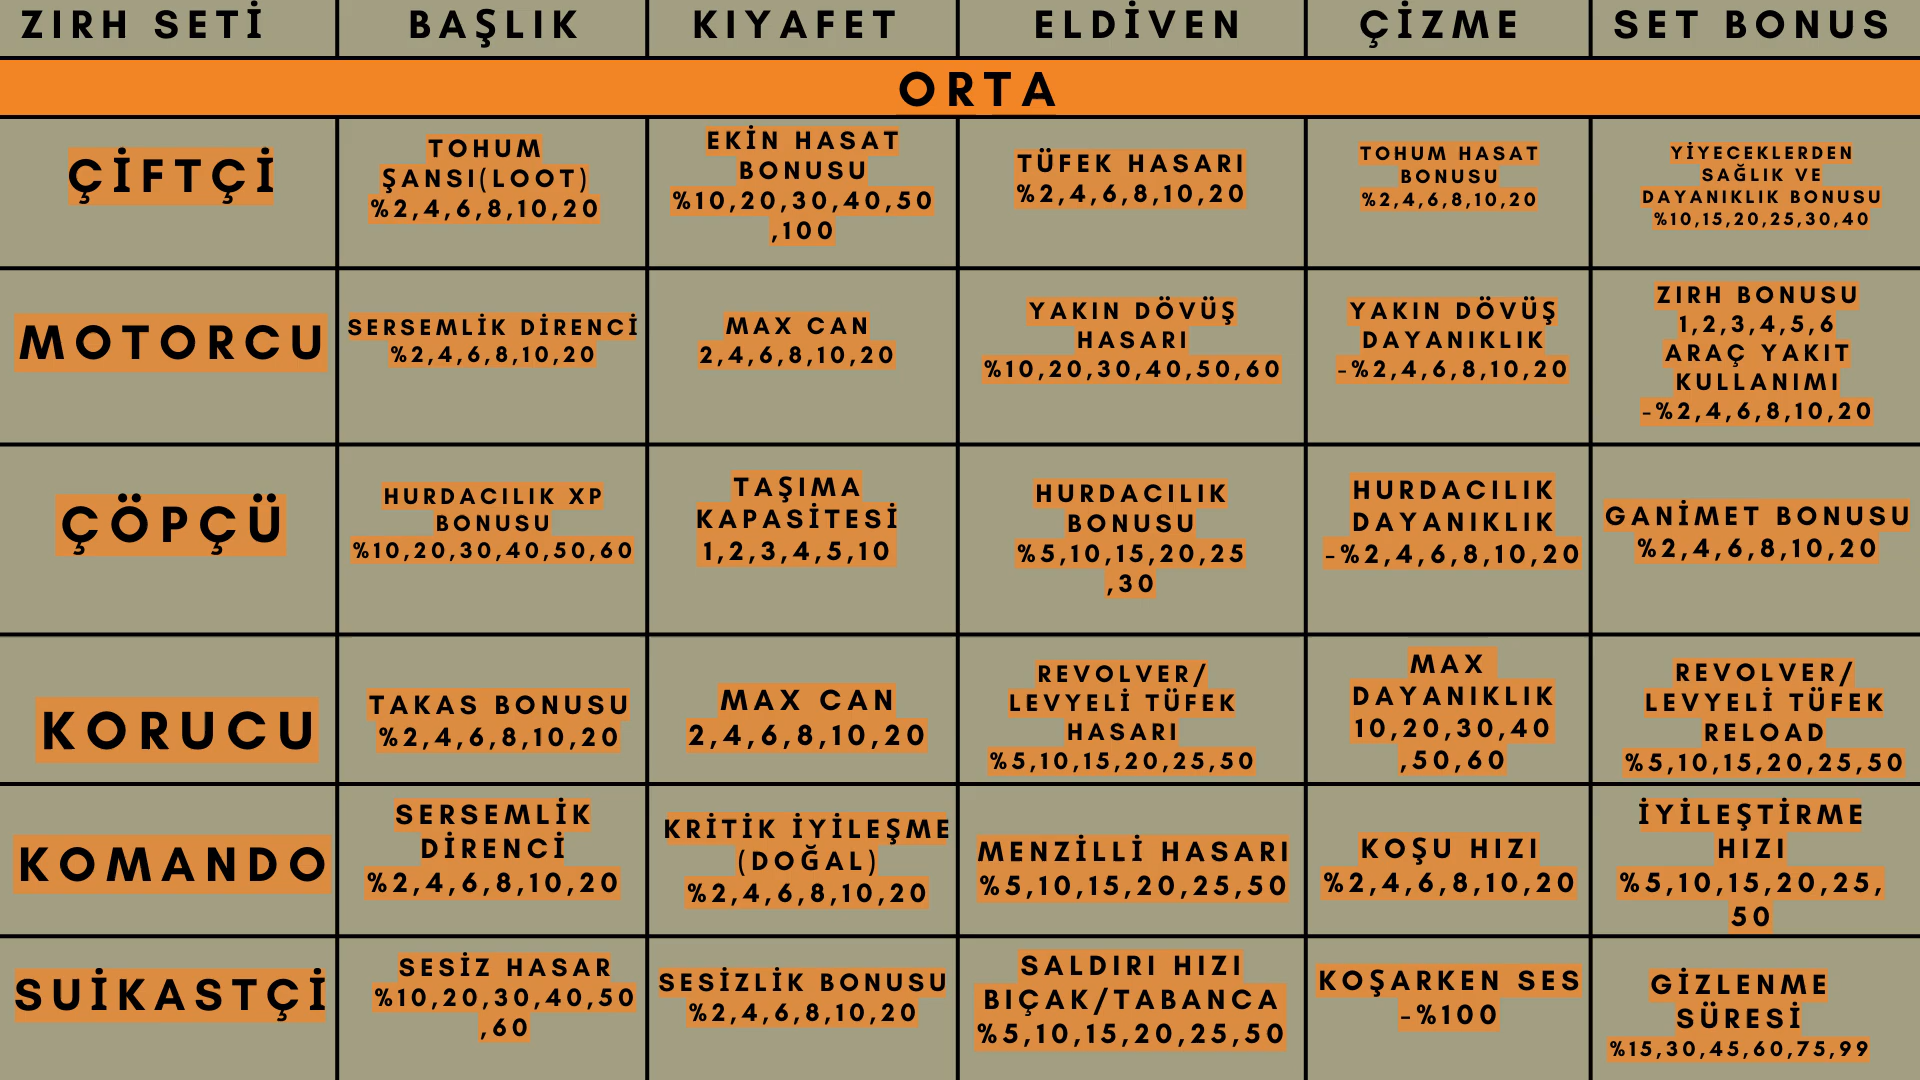 ZIRH SETİ
BAŞLIK
KIYAFET
ELDİVEN
ÇİZME
SET BONUS
ORTA
ÇİFTÇİ
TOHUM
ŞANSI(LOOT)
%2,4,6,8,10,20
EKİN HASAT
BONUSU
%10,20,30,40,50
,100
TÜFEK HASARI
%2,4,6,8,10,20
TOHUM HASAT
BONUSU
%2,4,6,8,10,20
YİYECEKLERDEN
SAĞLIK VE
DAYANIKLIK BONUSU
%10,15,20,25,30,40
MOTORCU
SERSEMLİK DİRENCİ
%2,4,6,8,10,20
MAX CAN
2,4,6,8,10,20
YAKIN DÖVÜŞ
HASARI
%10,20,30,40,50,60
YAKIN DÖVÜŞ
DAYANIKLIK
-%2,4,6,8,10,20
ZIRH BONUSU
1,2,3,4,5,6
ARAÇ YAKIT
KULLANIMI
-%2,4,6,8,10,20
ÇÖPÇÜ
HURDACILIK XP
BONUSU
%10,20,30,40,50,60
TAŞIMA
KAPASİTESİ
1,2,3,4,5,10
HURDACILIK
BONUSU
%5,10,15,20,25
,30
HURDACILIK
DAYANIKLIK
-%2,4,6,8,10,20
GANİMET BONUSU
%2,4,6,8,10,20
KORUCU
TAKAS BONUSU
%2,4,6,8,10,20
MAX CAN
2,4,6,8,10,20
REVOLVER/
LEVYELİ TÜFEK
HASARI
%5,10,15,20,25,50
MAX
DAYANIKLIK
10,20,30,40
,50,60
REVOLVER/
LEVYELİ TÜFEK
RELOAD
%5,10,15,20,25,50
KOMANDO
SERSEMLİK
DİRENCİ
%2,4,6,8,10,20
KRİTİK İYİLEŞME
(DOĞAL)
%2,4,6,8,10,20
MENZİLLİ HASARI
%5,10,15,20,25,50
KOŞU HIZI
%2,4,6,8,10,20
İYİLEŞTİRME
HIZI
%5,10,15,20,25,
50
SUİKASTÇİ
SESİZ HASAR
%10,20,30,40,50
,60
SESİZLİK BONUSU
%2,4,6,8,10,20
SALDIRI HIZI
BIÇAK/TABANCA
%5,10,15,20,25,50
KOŞARKEN SES
-%100
GİZLENME
SÜRESİ
%15,30,45,60,75,99